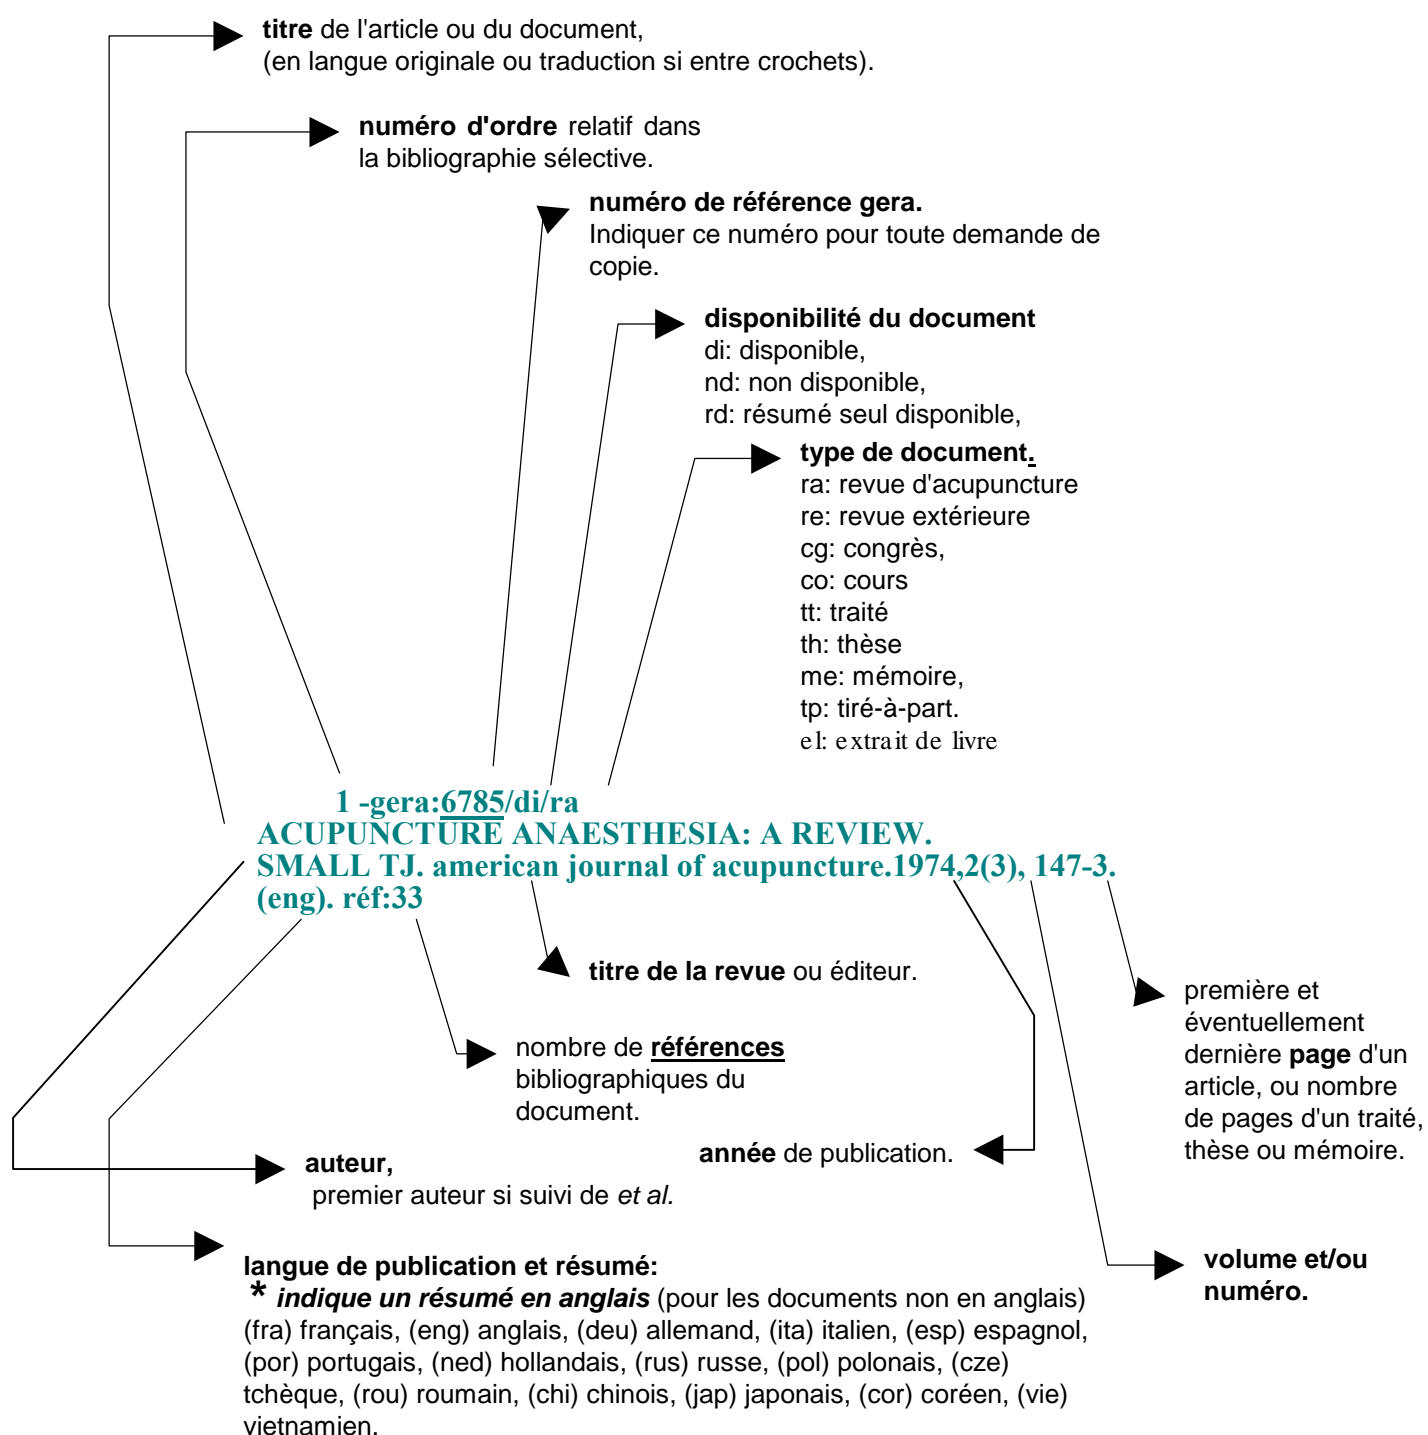 titre de l'article ou du document,
(en langue originale ou traduction si entre crochets).
numéro d'ordre relatif dans
la bibliographie sélective.
numéro de référence gera.
Indiquer ce numéro pour toute demande de
copie.
disponibilité du document
di: disponible,
nd: non disponible,
rd: résumé seul disponible,
type de document.
ra: revue d'acupuncture
re: revue extérieure
cg: congrès,
co: cours
tt: traité
th: thèse
me: mémoire,
tp: tiré-à-part.
el: extrait de livre
1 -gera:6785/di/ra
ACUPUNCTURE ANAESTHESIA: A REVIEW.
SMALL TJ. american journal of acupuncture.1974,2(3), 147-3.
(eng). réf:33
titre de la revue ou éditeur.
première et
éventuellement
dernière page d'un
article, ou nombre
de pages d'un traité,
thèse ou mémoire.
nombre de références
bibliographiques du
document.
année de publication.
auteur,
premier auteur si suivi de et al.
volume et/ou
numéro.
langue de publication et résumé:
* indique un résumé en anglais (pour les documents non en anglais)
(fra) français, (eng) anglais, (deu) allemand, (ita) italien, (esp) espagnol,
(por) portugais, (ned) hollandais, (rus) russe, (pol) polonais, (cze)
tchèque, (rou) roumain, (chi) chinois, (jap) japonais, (cor) coréen, (vie)
vietnamien.